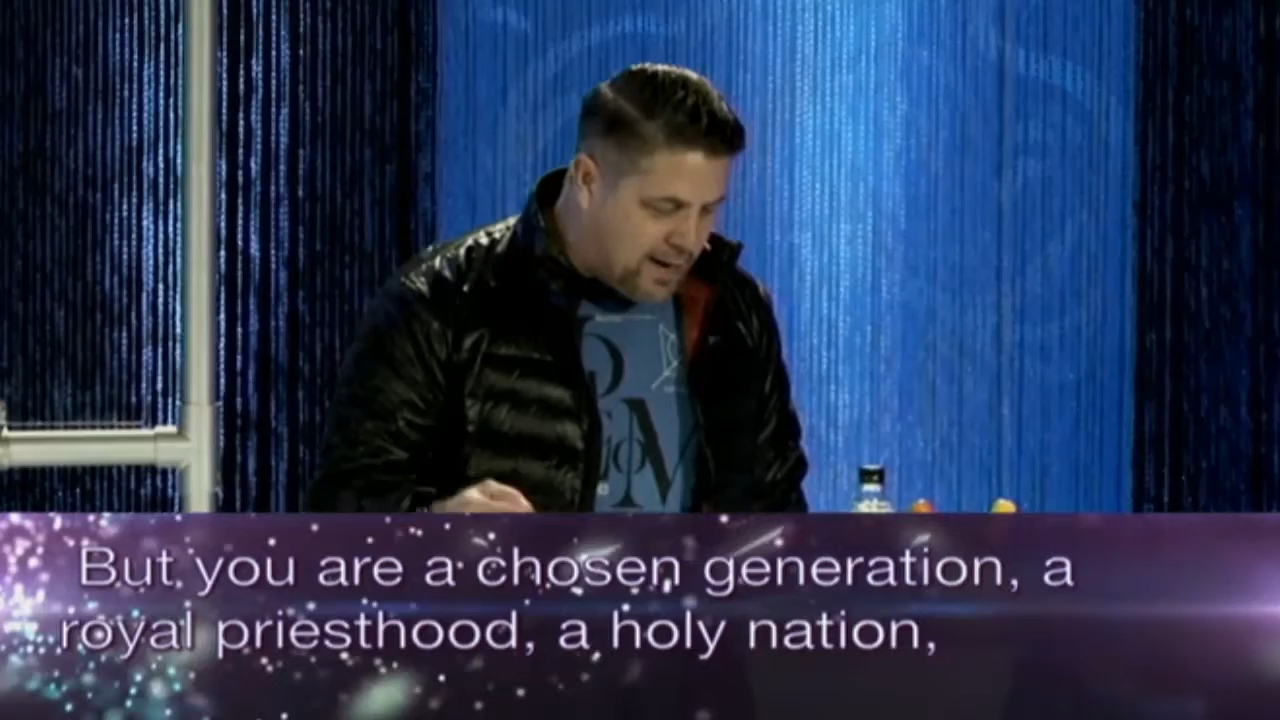 But you are a chosen generation, a
royal priesthood, a holy nation,